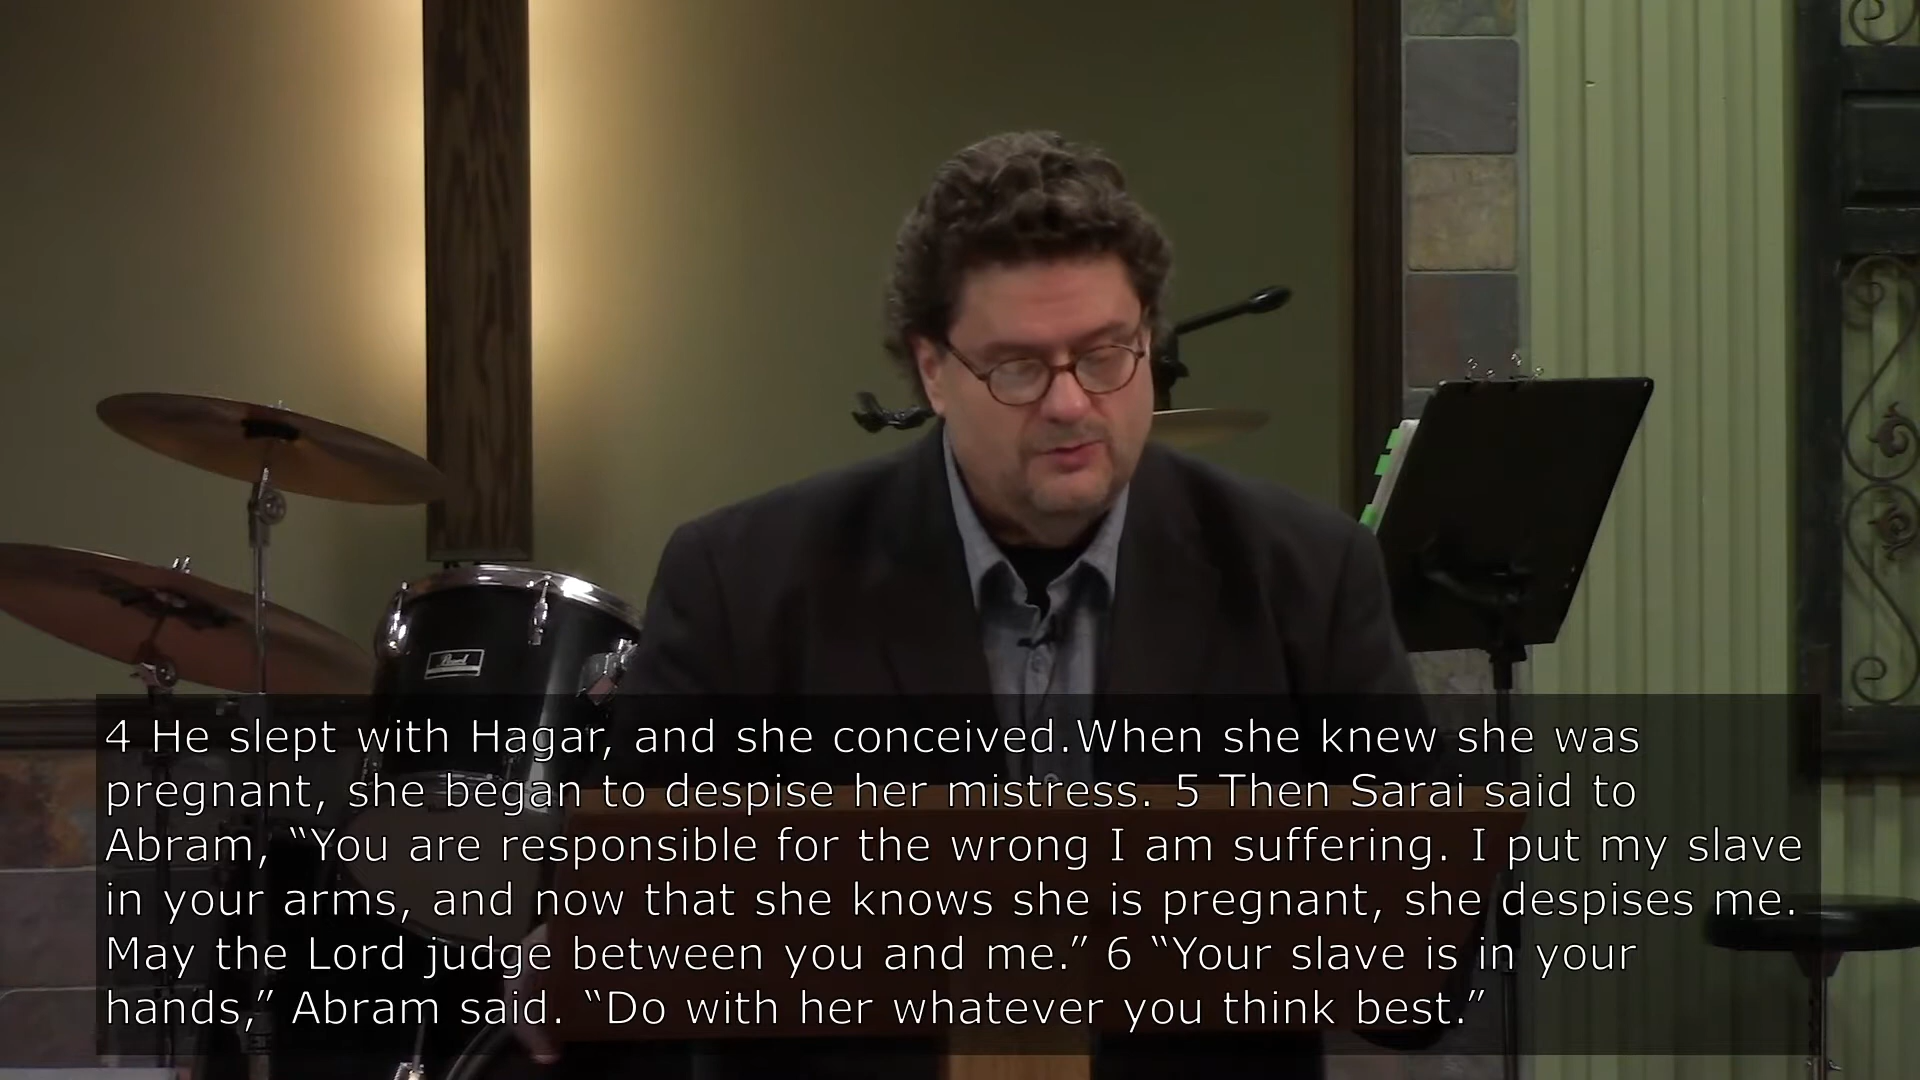 Pearl
4 He slept with Hagar, and she conceived.When she knew she was
pregnant, she began to despise her mistress. 5 Then Sarai said to
Abram, “You are responsible for the wrong I am suffering. I put my slave
in your arms, and now that she knows she is pregnant, she despises me.
May the Lord judge between you and me.” 6 “Your slave is in your
hands,” Abram said. “Do with her whatever you think best.”